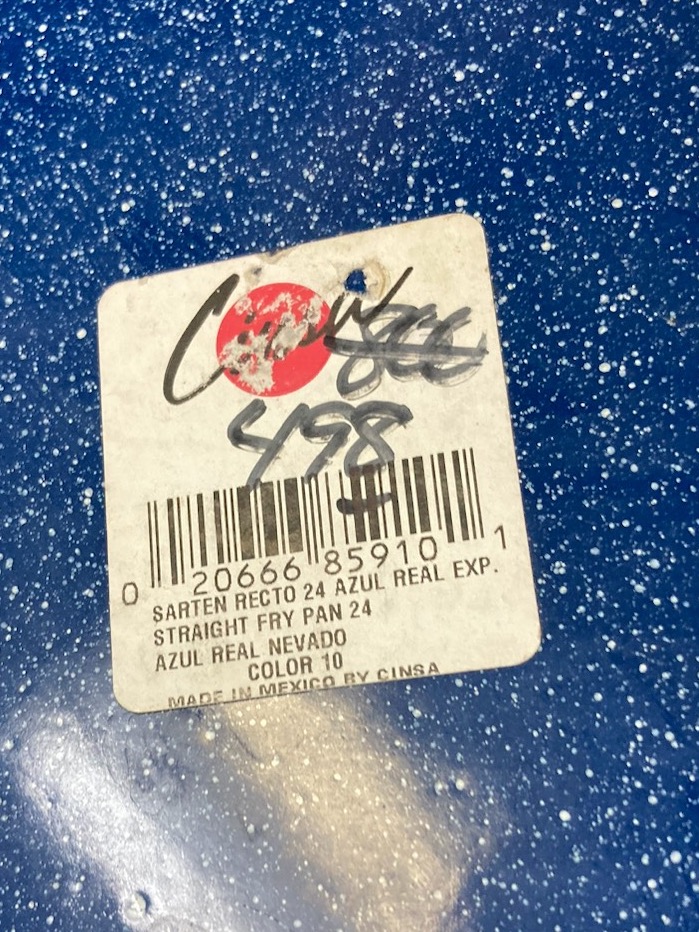 Cinsa
498
0 20666 85910 1
SARTEN RECTO 24 AZUL REAL EXP.
STRAIGHT FRY PAN 24
AZUL REAL NEVADO
COLOR 10
MADE IN MEXICO BY CINSA